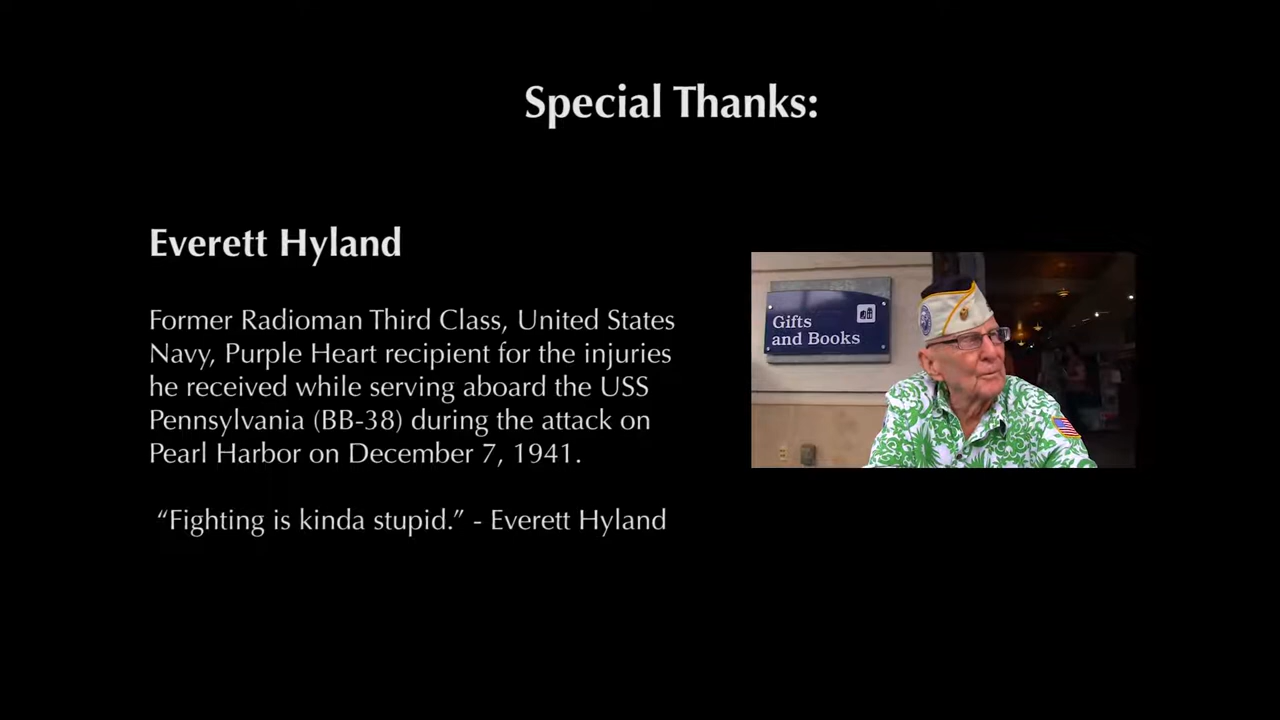 Special Thanks:
Everett Hyland
Former Radioman Third Class, United States
Navy, Purple Heart recipient for the injuries
he received while serving aboard the USS
Pennsylvania (BB-38) during the attack on
Pearl Harbor on December 7, 1941.
“Fighting is kinda stupid.” - Everett Hyland
Gifts
and Books